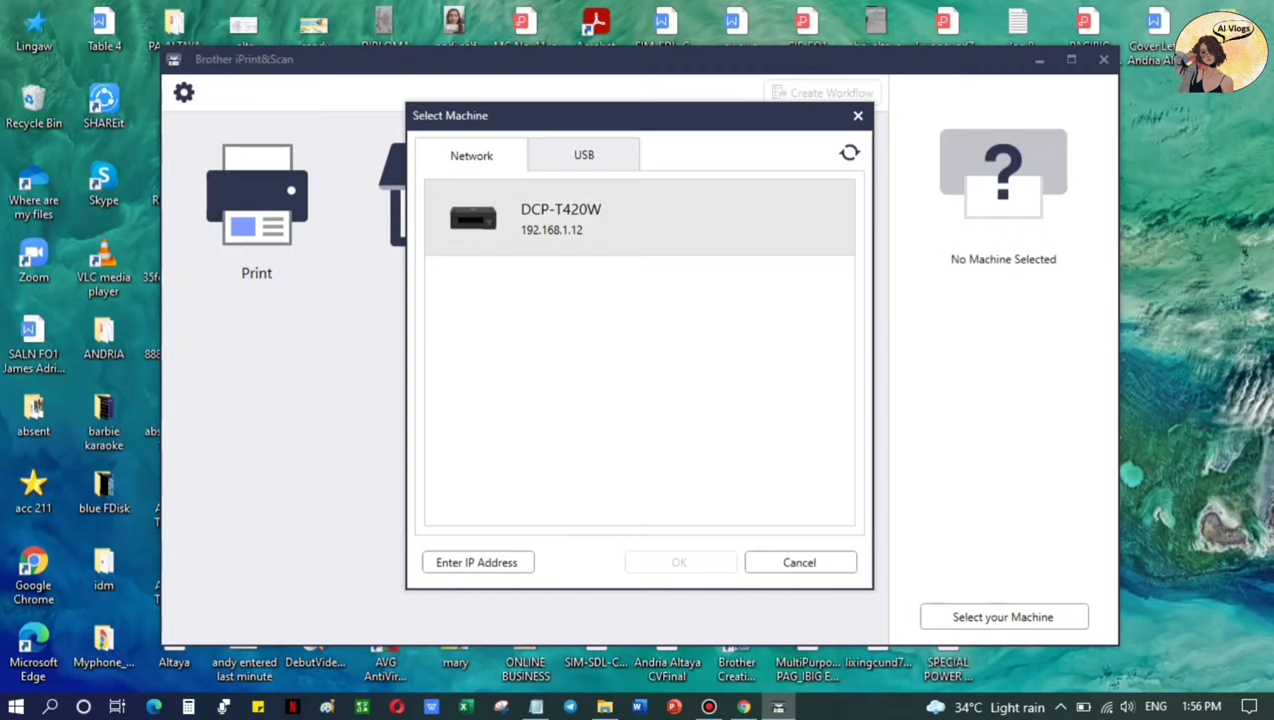 Lingaw
Table 4
PA
ALTAYA
DIPLOMA
Acrobat
Cover Let...
Andria Al
AI Vlogs
Brother iPrint&Scan
Create Workflow
Select Machine
Network
USB
DCP-T420W
192.168.1.12
Print
?
No Machine Selected
Enter IP Address
OK
Cancel
Select your Machine
Recycle Bin
SHAREit
Where are
my files
Skype
Zoom
VLC media
player
SALN FO1
James Adri...
ANDRIA
absent
barbie
karaoke
acc 211
blue FDisk
Google
Chrome
idm
Microsoft
Edge
Myphone_...
Altaya
andy entered
last minute
DebutVide...
AVG
AntiVir...
mary
ONLINE
BUSINESS
SIM-SDL-C...
Andria Altaya
CVFinal
Brother
Creati...
MultiPurpo...
PAG_IBIG E...
lixingcund7...
SPECIAL
POWER ...
34°C Light rain
ENG
1:56 PM